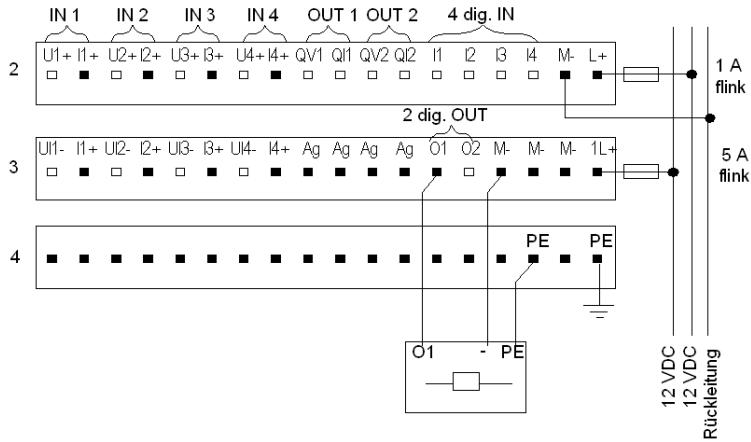 IN 1 IN 2 IN 3 IN 4 OUT 1 OUT 2 4 dig. IN
2 U1+ I1+ U2+ I2+ U3+ I3+ U4+ I4+ QV1 QI1 QV2 QI2 I1 I2 I3 I4 M- L+ 1 A
flink
2 dig. OUT
3 UI1- I1+ UI2- I2+ UI3- I3+ UI4- I4+ Ag Ag Ag Ag O1 O2 M- M- M- 1L+ 5 A
flink
4 PE PE
O1 - PE
12 VDC
12 VDC
Rückleitung